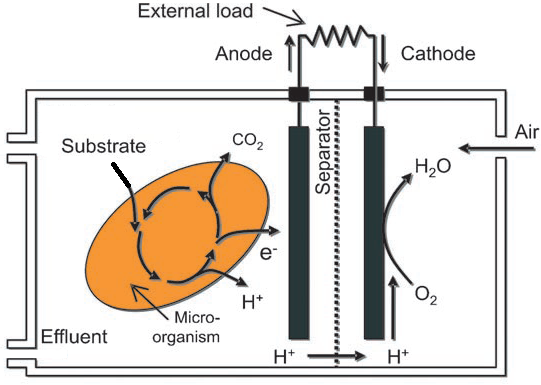 External load
Anode
Cathode
Air
Substrate
CO2
Separator
H2O
e-
H+
O2
Micro-
organism
Effluent
H+
H+